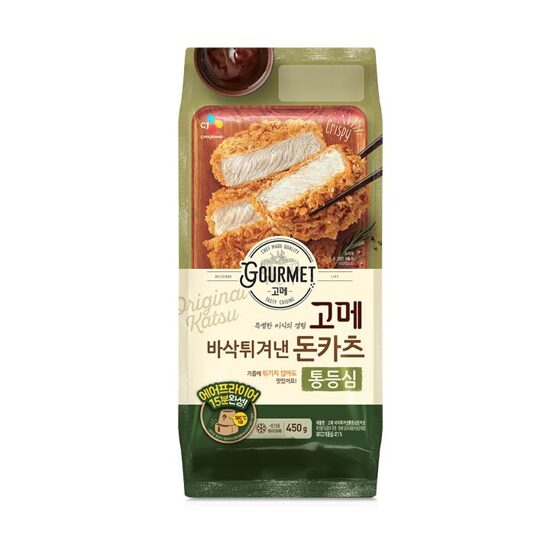 CJ
Crispy
CHEF MADE QUALITY
GOURMET
고메
TASTY CUISINE
DELICIOUS
LIFE
Original
Katsu
특별한 미식의 경험
고메
바삭튀겨낸 돈카츠
기름에 튀기지 않아도
맛있어요!
통등심
에어프라이어
15분완성!
450 g